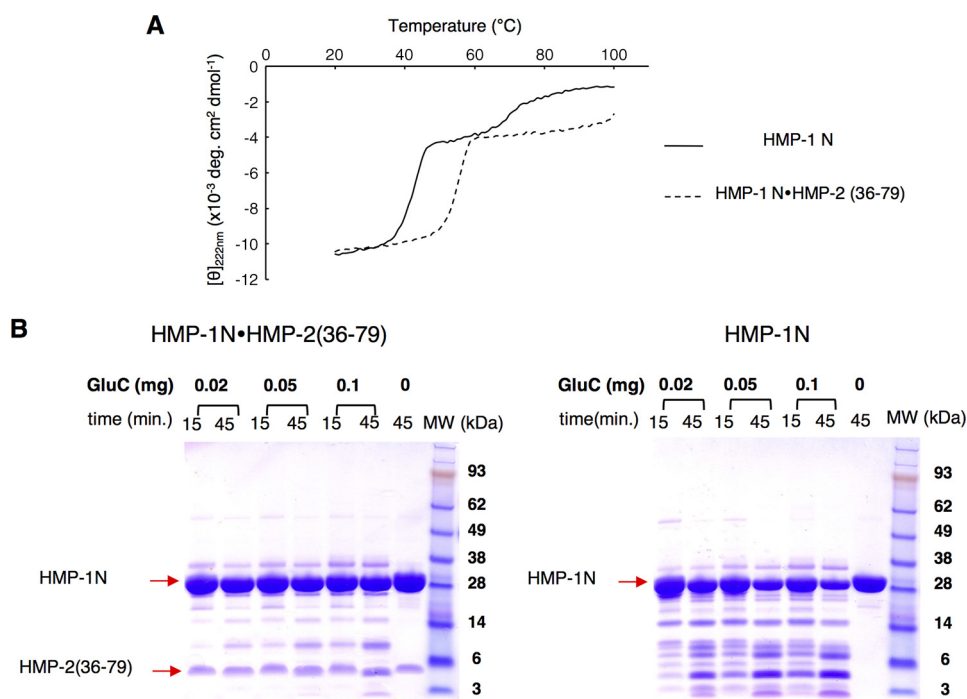 A
Temperature (°C)
0 20 40 60 80 100
0
-2
-4
-6
-8
-10
-12
[θ]222nm (x10-3 deg. cm2 dmol-1)
HMP-1 N
HMP-1 N•HMP-2 (36-79)
B
HMP-1N•HMP-2(36-79)
GluC (mg) 0.02 0.05 0.1 0
time (min.) 15 45 15 45 15 45 45 MW (kDa)
93
62
49
38
28
14
6
3
HMP-1N
HMP-2(36-79)
HMP-1N
GluC (mg) 0.02 0.05 0.1 0
time(min.) 15 45 15 45 15 45 45 MW (kDa)
93
62
49
38
28
14
6
3
HMP-1N